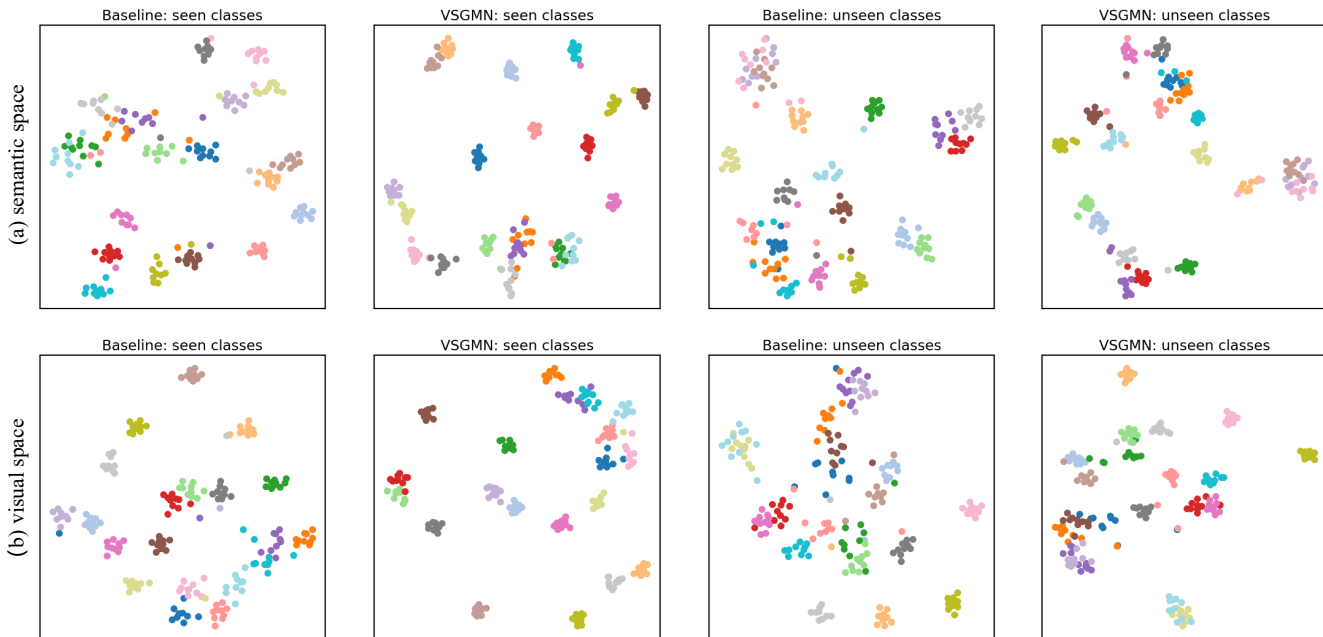 Baseline: seen classes
VSGMN: seen classes
Baseline: unseen classes
VSGMN: unseen classes
(a) semantic space
Baseline: seen classes
VSGMN: seen classes
Baseline: unseen classes
VSGMN: unseen classes
(b) visual space